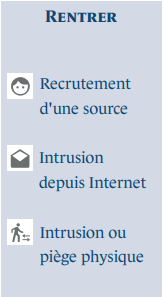 RENTRER
Recrutement
d'une source
Intrusion
depuis Internet
Intrusion ou
piège physique